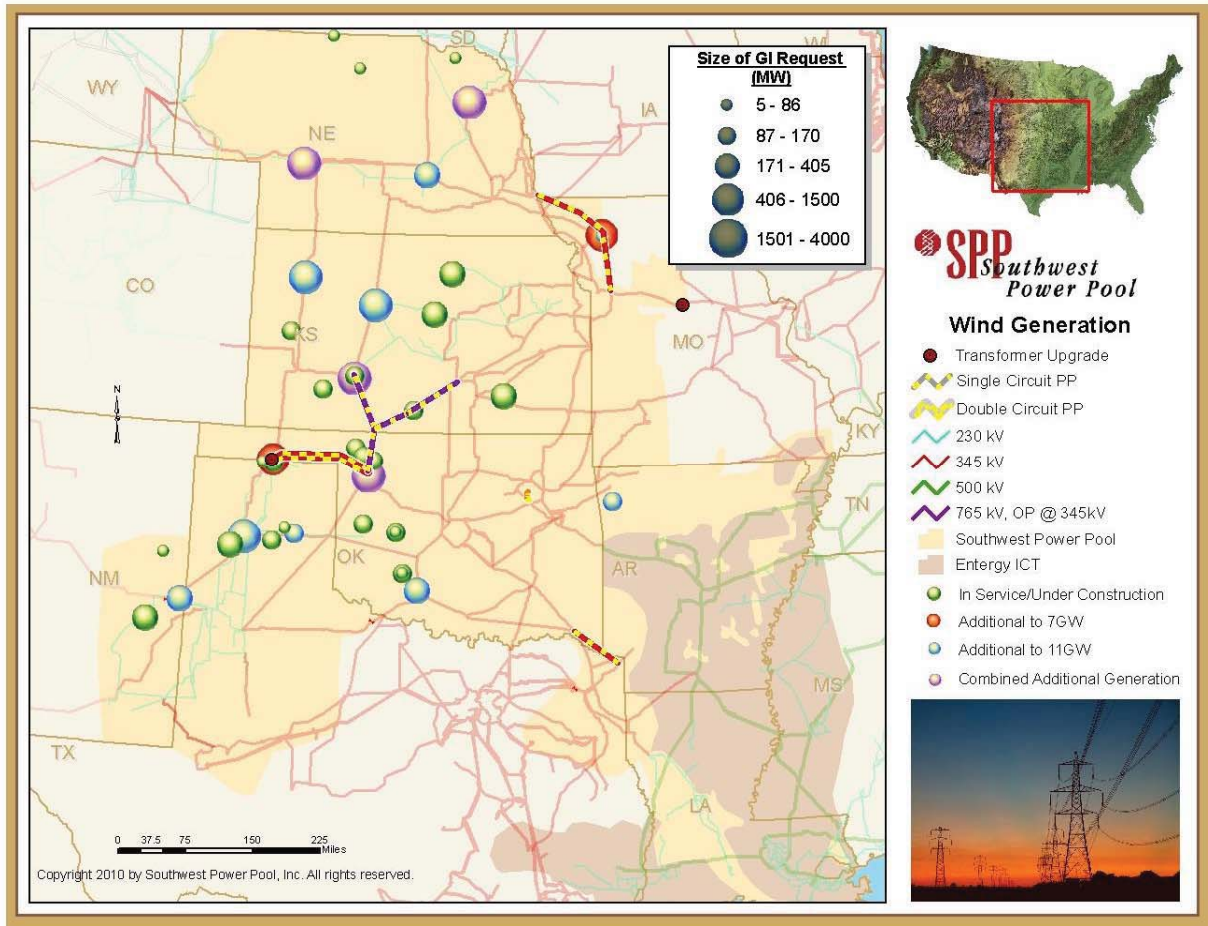 SD
WI
WY
IA
NE
Size of GI Request
(MW)
5 - 86
87 - 170
171 - 405
406 - 1500
1501 - 4000
CO
KS
MO
N
KY
TN
OK
AR
NM
MS
TX
LA
0 37.5 75 150 225
Miles
Copyright 2010 by Southwest Power Pool, Inc. All rights reserved.
SPP
Southwest
Power Pool
Wind Generation
Transformer Upgrade
Single Circuit PP
Double Circuit PP
230 kV
345 kV
500 kV
765 kV, OP @ 345kV
Southwest Power Pool
Entergy ICT
In Service/Under Construction
Additional to 7GW
Additional to 11GW
Combined Additional Generation